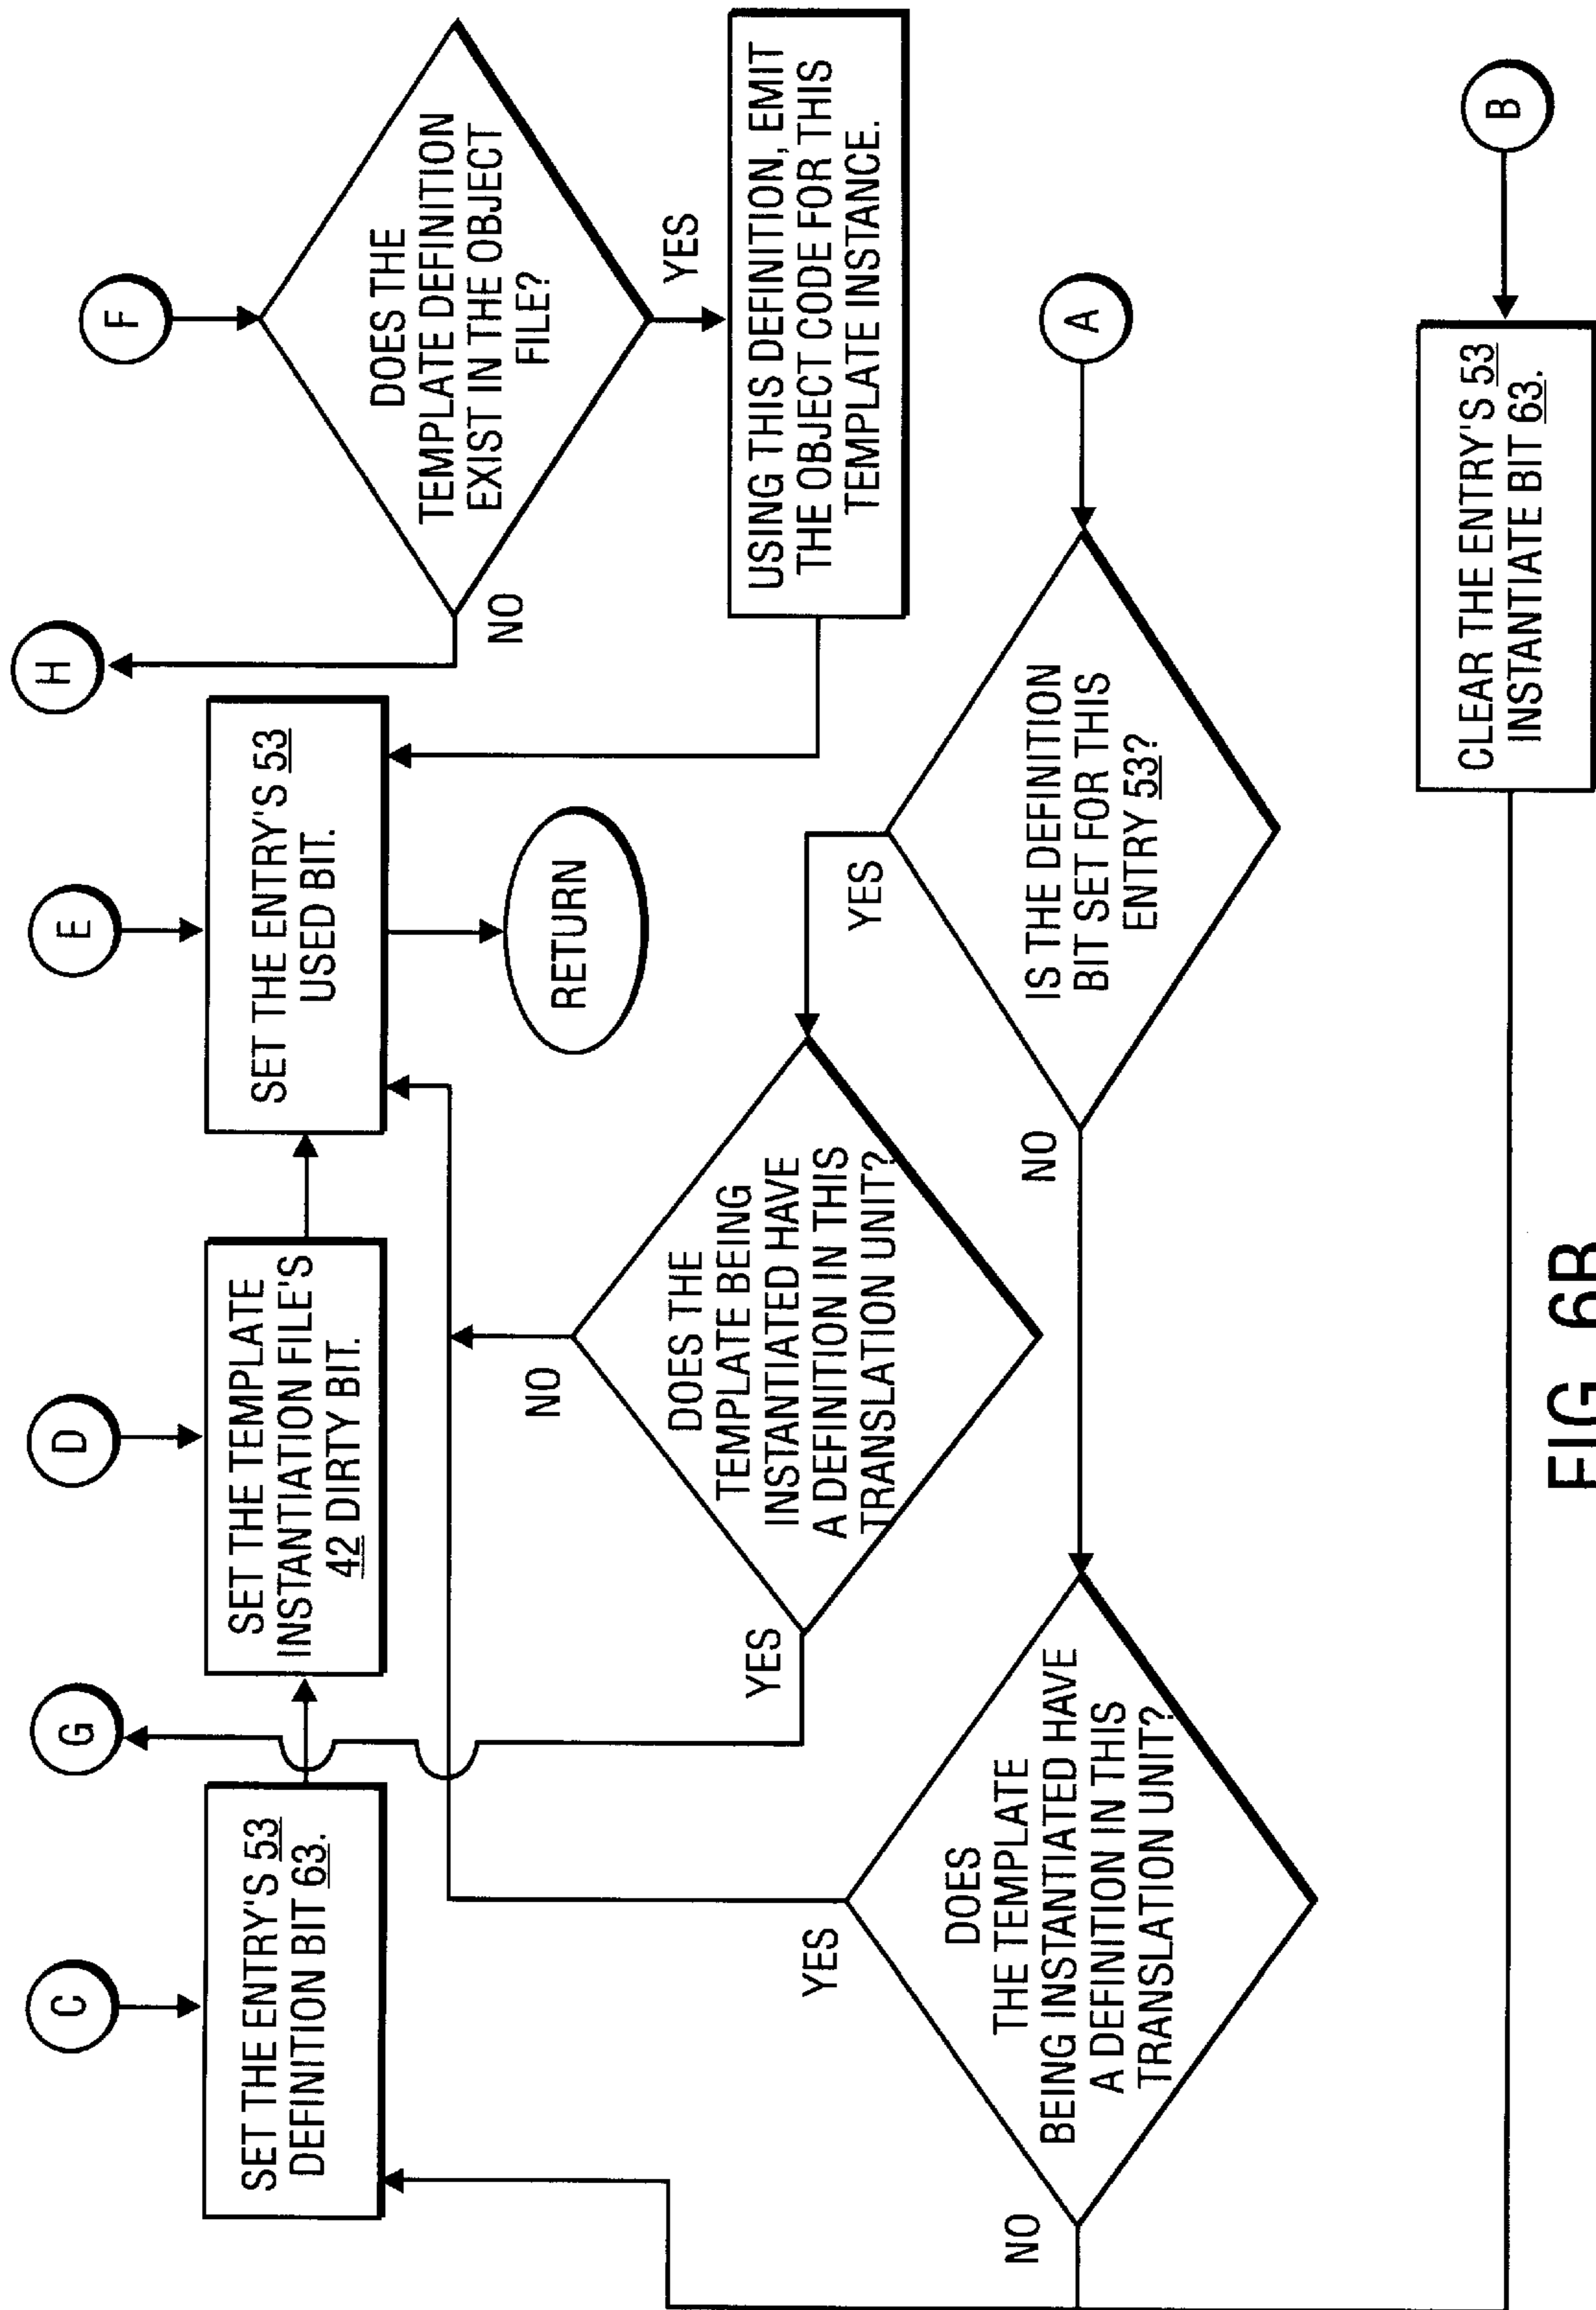 C
SET THE ENTRY'S 53
DEFINITION BIT 63.
G
D
SET THE TEMPLATE
INSTANTIATION FILE'S
42 DIRTY BIT.
E
SET THE ENTRY'S 53
USED BIT.
RETURN
H
F
DOES THE
TEMPLATE DEFINITION
EXIST IN THE OBJECT
FILE?
NO
YES
USING THIS DEFINITION, EMIT
THE OBJECT CODE FOR THIS
TEMPLATE INSTANCE.
DOES THE
TEMPLATE BEING
INSTANTIATED HAVE
A DEFINITION IN THIS
TRANSLATION UNIT?
YES
NO
DOES
THE TEMPLATE
BEING INSTANTIATED HAVE
A DEFINITION IN THIS
TRANSLATION UNIT?
NO
YES
IS THE DEFINITION
BIT SET FOR THIS
ENTRY 53?
NO
YES
A
CLEAR THE ENTRY'S 53
INSTANTIATE BIT 63.
B
FIG 6B